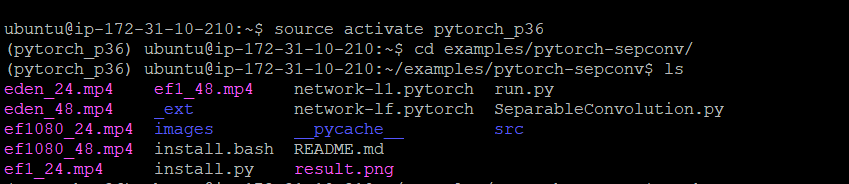 ubuntu@ip-172-31-10-210:~$ source activate pytorch_p36
(pytorch_p36) ubuntu@ip-172-31-10-210:~$ cd examples/pytorch-sepconv/
(pytorch_p36) ubuntu@ip-172-31-10-210:~/examples/pytorch-sepconv$ ls
eden_24.mp4 ef1_48.mp4 network-l1.pytorch run.py
eden_48.mp4 _ext network-lf.pytorch SeparableConvolution.py
ef1080_24.mp4 images __pycache__ src
ef1080_48.mp4 install.bash README.md
ef1_24.mp4 install.py result.png